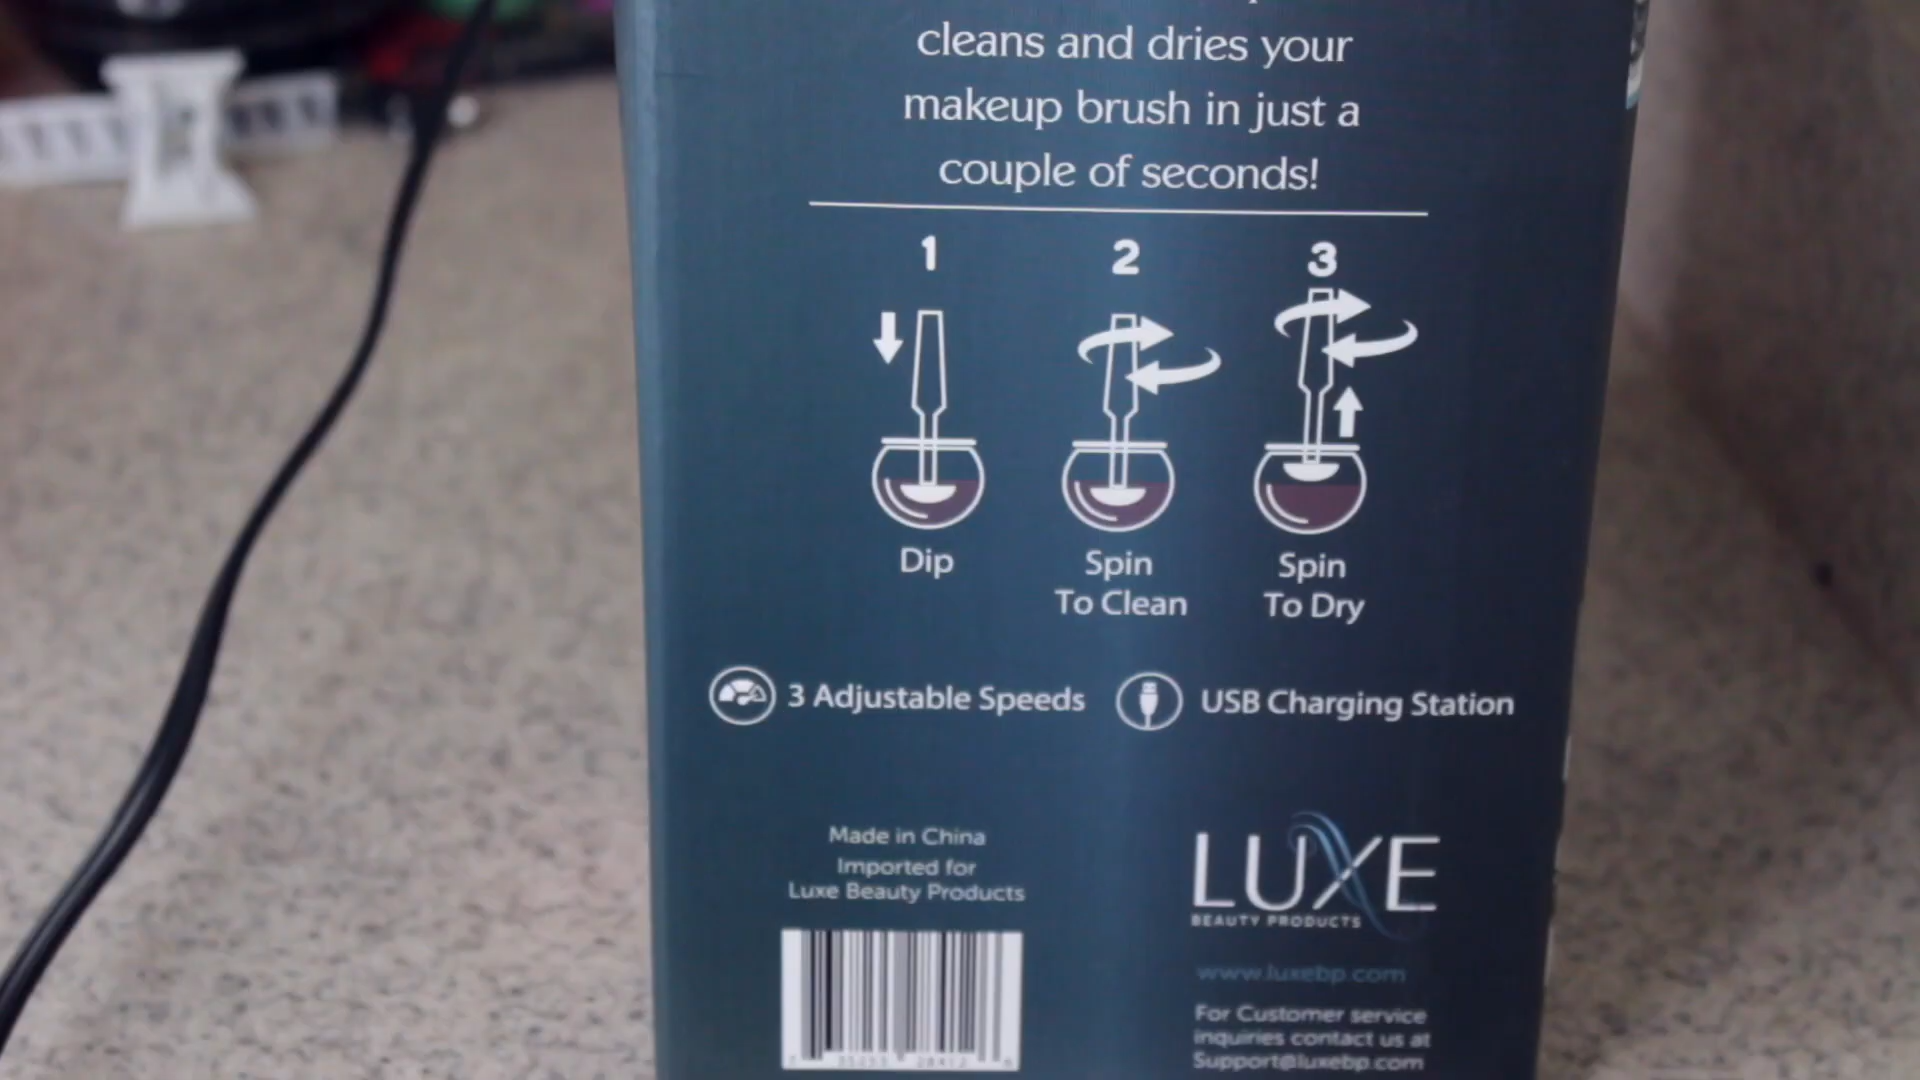 cleans and dries your
makeup brush in just a
couple of seconds!
1 2 3
Dip
Spin
To Clean
Spin
To Dry
3 Adjustable Speeds
USB Charging Station
Made in China
Imported for
Luxe Beauty Products
LUXE
BEAUTY PRODUCTS
www.luxebp.com
For Customer service
inquiries contact us at
Support@luxebp.com